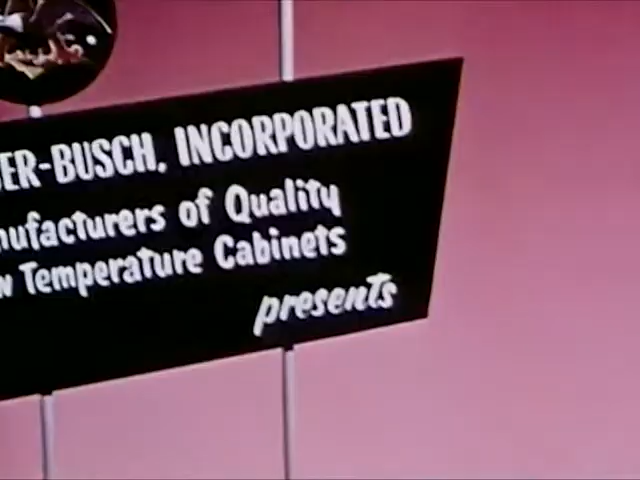 ER-BUSCH, INCORPORATED
nufacturers of Quality
w Temperature Cabinets
presents